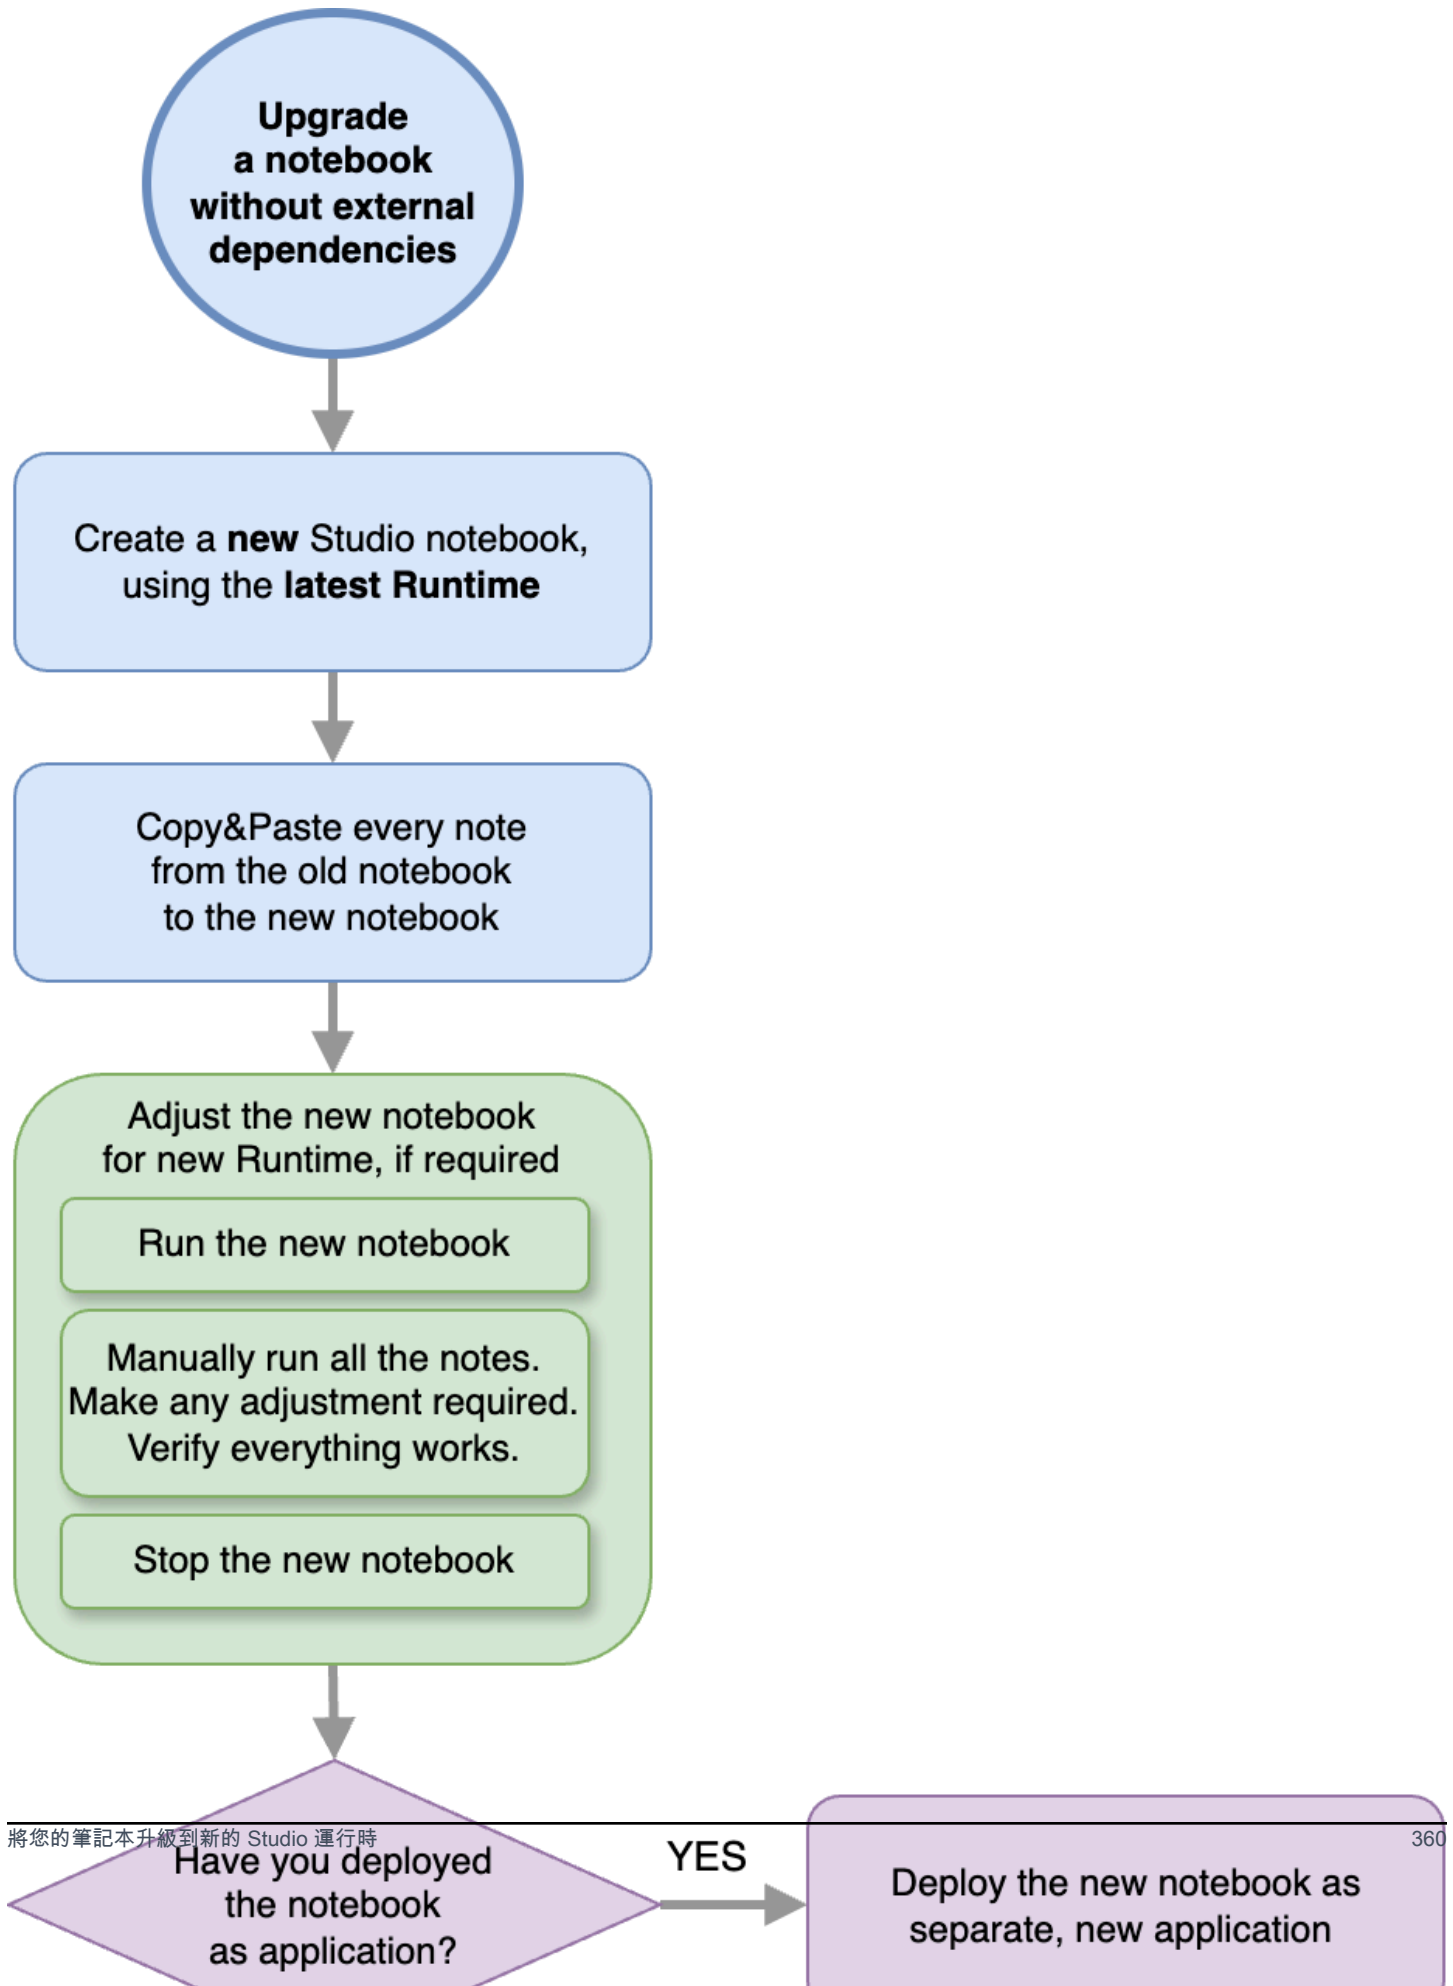 Upgrade
a notebook
without external
dependencies
Create a new Studio notebook,
using the latest Runtime
Copy&Paste every note
from the old notebook
to the new notebook
Adjust the new notebook
for new Runtime, if required
Run the new notebook
Manually run all the notes.
Make any adjustment required.
Verify everything works.
Stop the new notebook
將您的筆記本升級到新的 Studio 運行時
360
Have you deployed
the notebook
as application?
YES
Deploy the new notebook as
separate, new application